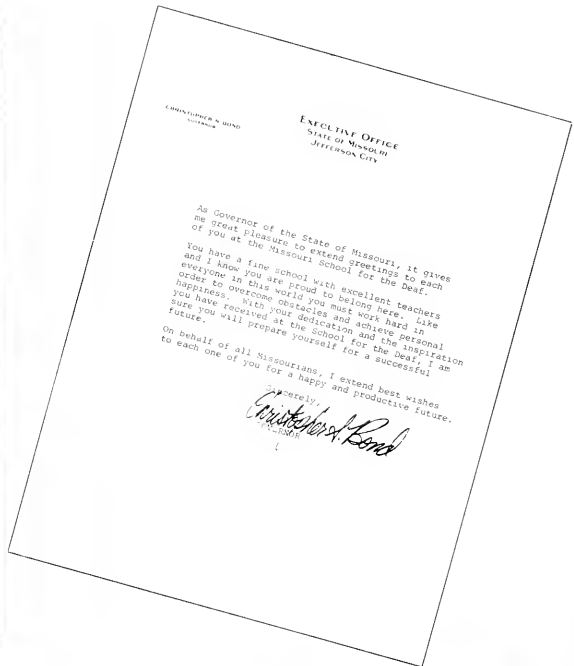 CHRISTOPHER S. BOND
GOVERNOR
EXECUTIVE OFFICE
STATE OF MISSOURI
JEFFERSON CITY
As Governor of the State of Missouri, it gives
me great pleasure to extend greetings to each
of you at the Missouri School for the Deaf.
You have a fine school with excellent teachers
and I know you are proud to belong here. Like
everyone in this world you must work hard in
order to overcome obstacles and achieve personal
happiness. With your dedication and the inspiration
you have received at the School for the Deaf, I am
sure you will prepare yourself for a successful
future.
On behalf of all Missourians, I extend best wishes
to each one of you for a happy and productive future.
Sincerely,
Christopher S. Bond
GOVERNOR